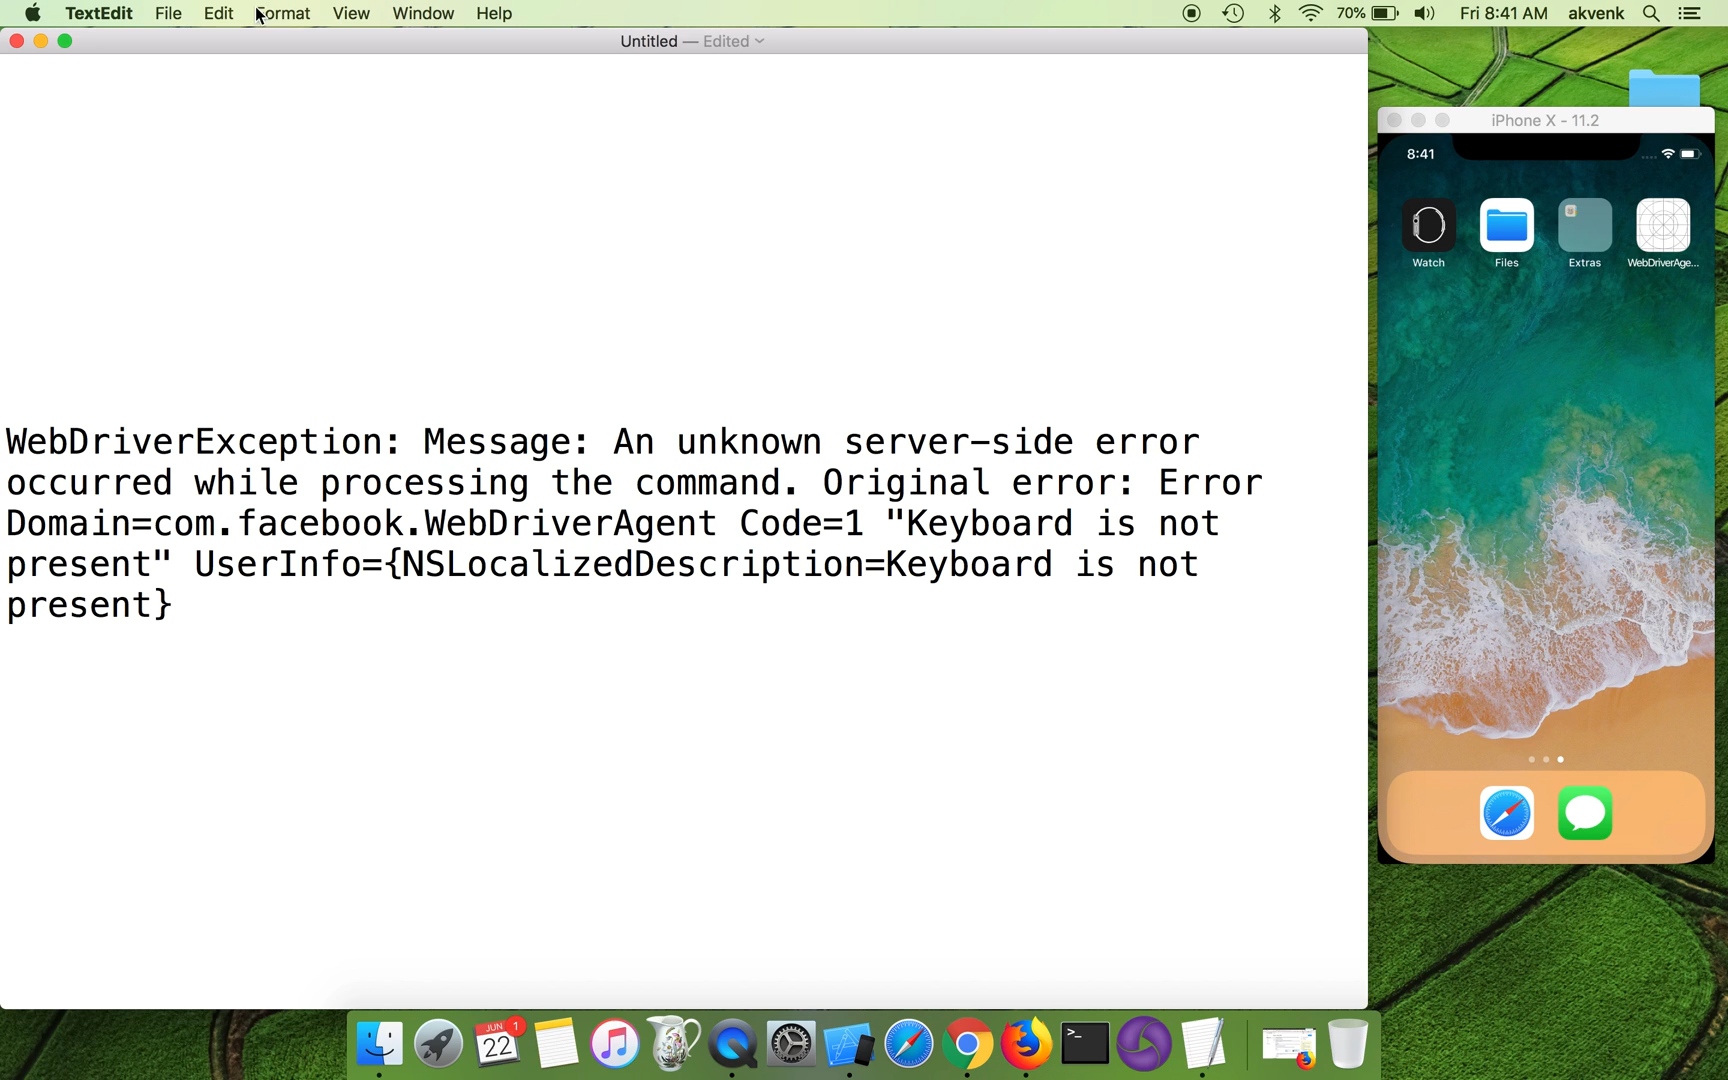 TextEdit File Edit Format View Window Help 70% Fri 8:41 AM akvenk
Untitled — Edited
iPhone X - 11.2
8:41
Watch Files Extras WebDriverAge...
WebDriverException: Message: An unknown server-side error
occurred while processing the command. Original error: Error
Domain=com.facebook.WebDriverAgent Code=1 "Keyboard is not
present" UserInfo={NSLocalizedDescription=Keyboard is not
present}
JUN 1
22
>_